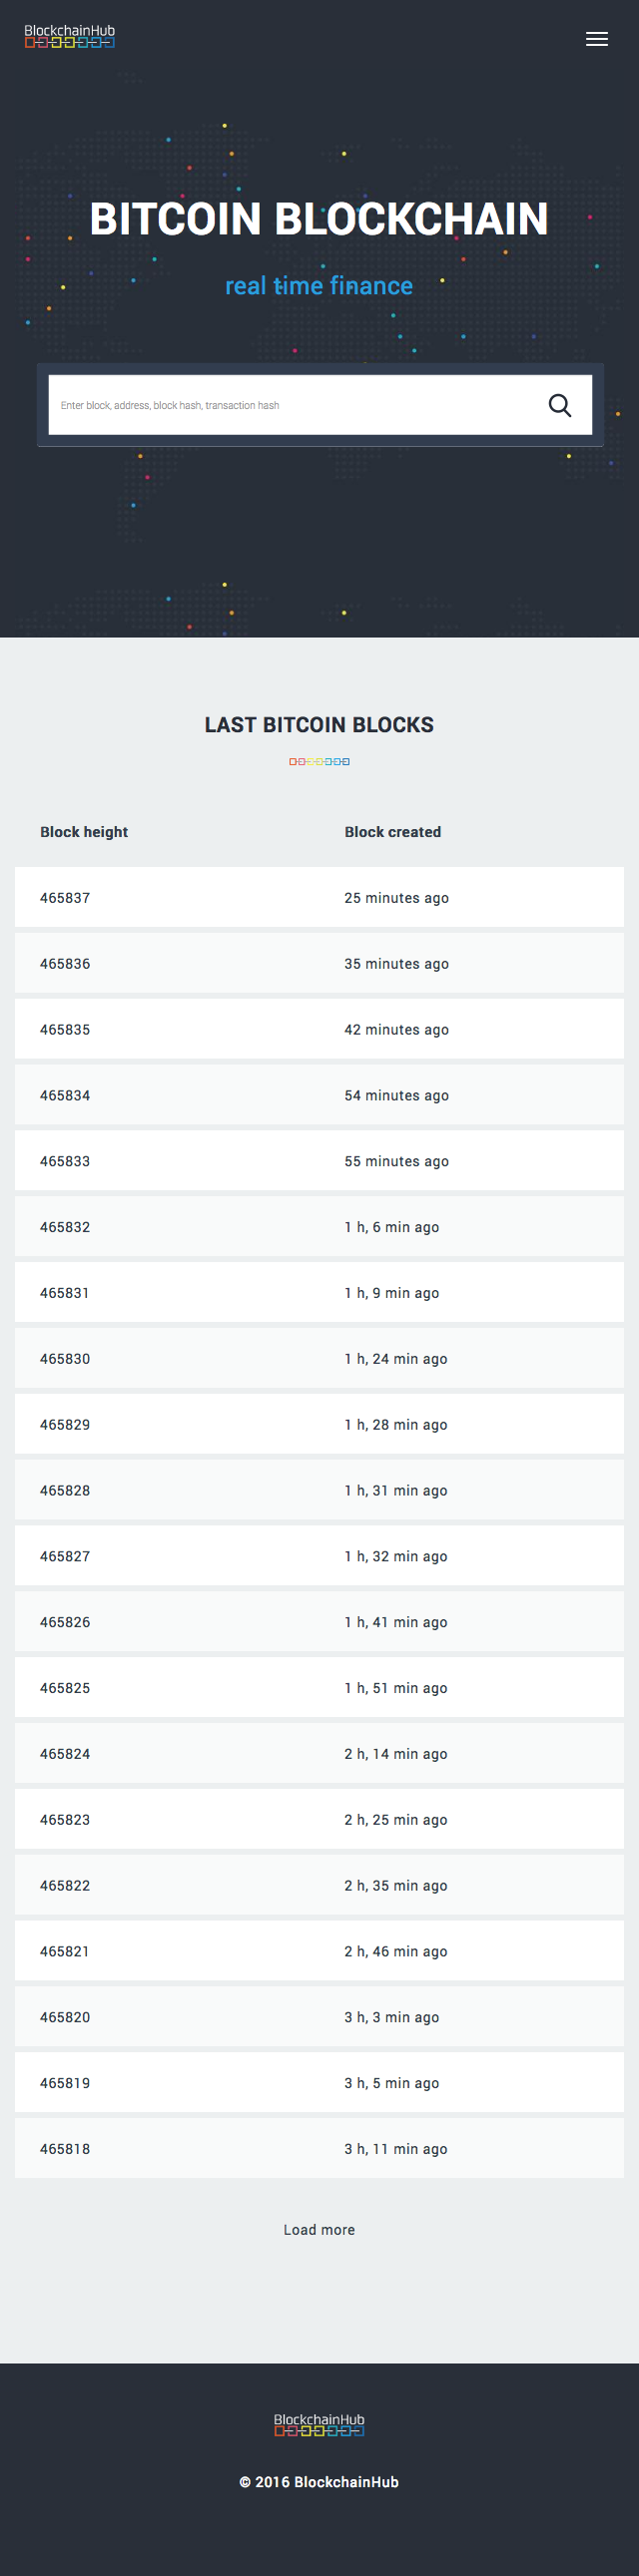 BlockchainHub
BITCOIN BLOCKCHAIN
real time finance
Enter block, address, block hash, transaction hash
LAST BITCOIN BLOCKS
Block height Block created
465837 25 minutes ago
465836 35 minutes ago
465835 42 minutes ago
465834 54 minutes ago
465833 55 minutes ago
465832 1 h, 6 min ago
465831 1 h, 9 min ago
465830 1 h, 24 min ago
465829 1 h, 28 min ago
465828 1 h, 31 min ago
465827 1 h, 32 min ago
465826 1 h, 41 min ago
465825 1 h, 51 min ago
465824 2 h, 14 min ago
465823 2 h, 25 min ago
465822 2 h, 35 min ago
465821 2 h, 46 min ago
465820 3 h, 3 min ago
465819 3 h, 5 min ago
465818 3 h, 11 min ago
Load more
BlockchainHub
© 2016 BlockchainHub